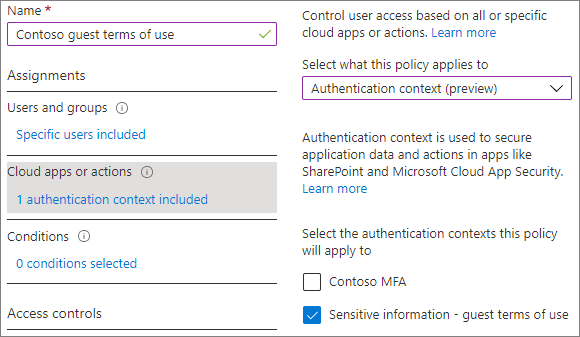 Name *
Contoso guest terms of use
Assignments
Users and groups
Specific users included
Cloud apps or actions
1 authentication context included
Conditions
0 conditions selected
Access controls
Control user access based on all or specific
cloud apps or actions. Learn more
Select what this policy applies to
Authentication context (preview)
Authentication context is used to secure
application data and actions in apps like
SharePoint and Microsoft Cloud App Security.
Learn more
Select the authentication contexts this policy
will apply to
Contoso MFA
Sensitive information - guest terms of use